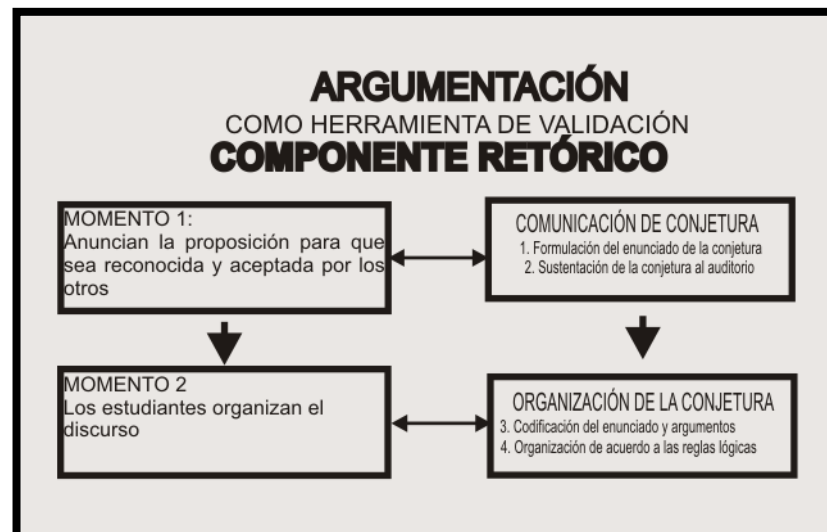 ARGUMENTACIÓN
COMO HERRAMIENTA DE VALIDACIÓN
COMPONENTE RETÓRICO
MOMENTO 1:
Anuncian la proposición para que
sea reconocida y aceptada por los
otros
COMUNICACIÓN DE CONJETURA
1. Formulación del enunciado de la conjetura
2. Sustentación de la conjetura al auditorio
MOMENTO 2
Los estudiantes organizan el
discurso
ORGANIZACIÓN DE LA CONJETURA
3. Codificación del enunciado y argumentos
4. Organización de acuerdo a las reglas lógicas